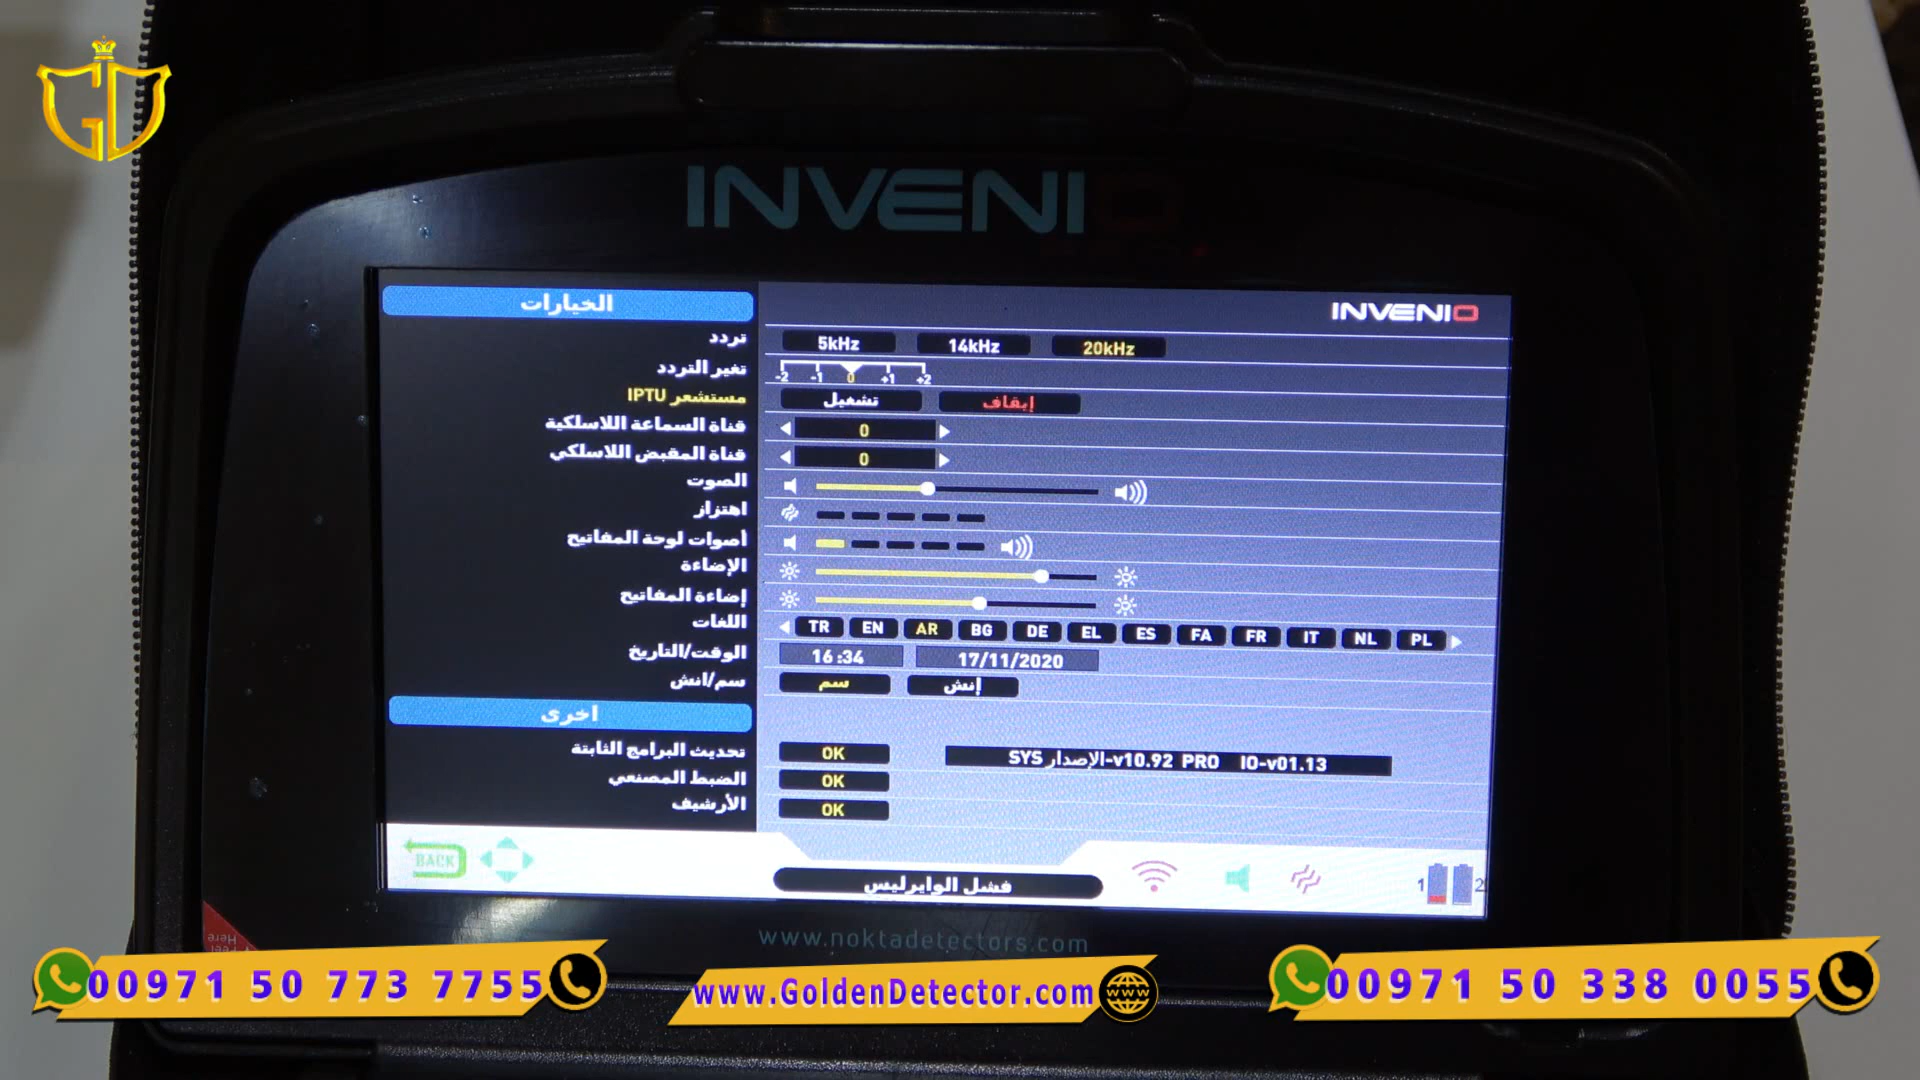 GD
INVENIO
الخيارات
INVENIO
تردد 5kHz 14kHz 20kHz
تغير التردد -2 -1 0 +1 +2
مستشعر IPTU تشغيل إيقاف
قناة السماعة اللاسلكية 0
قناة المقبض اللاسلكي 0
الصوت
اهتزاز
أصوات لوحة المفاتيح
الإضاءة
إضاءة المفاتيح
اللغات TR EN AR BG DE EL ES FA FR IT NL PL
الوقت/التاريخ 16:34 17/11/2020
سم/انش سم إنش
اخرى
تحديث البرامج الثابتة OK SYS الإصدار-v10.92 PRO IO-v01.13
الضبط المصنعي OK
الأرشيف OK
BACK فشل الوايرليس 1 2
www.noktadetectors.com
Peel Here
00971 50 773 7755
www.GoldenDetector.com
www
00971 50 338 0055